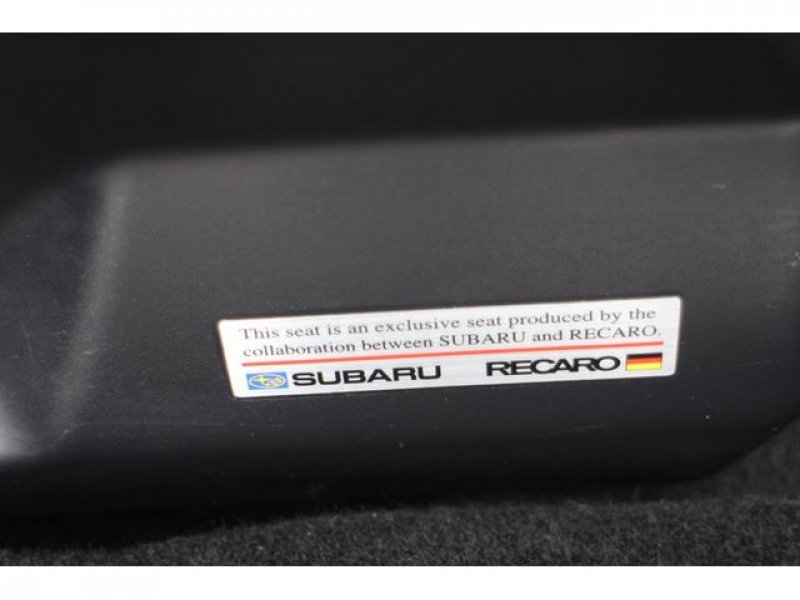 This seat is an exclusive seat produced by the
collaboration between SUBARU and RECARO.
SUBARU RECARO